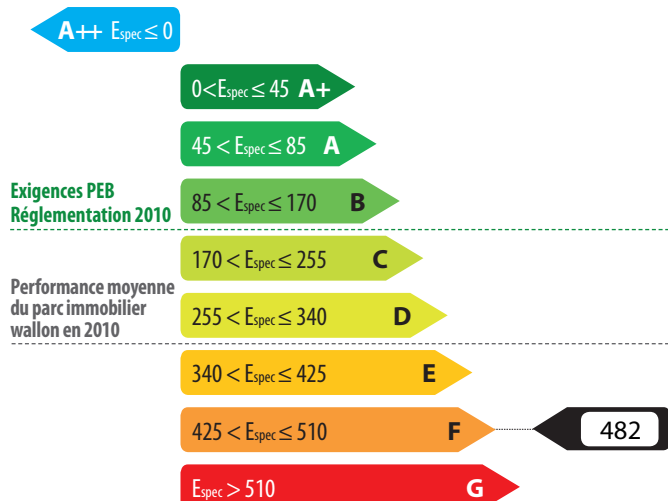 A++ Espec ≤ 0
0<Espec ≤ 45 A+
45 < Espec ≤ 85 A
Exigences PEB
Réglementation 2010
85 < Espec ≤ 170 B
170 < Espec ≤ 255 C
Performance moyenne
du parc immobilier
wallon en 2010
255 < Espec ≤ 340 D
340 < Espec ≤ 425 E
425 < Espec ≤ 510 F
482
Espec > 510 G